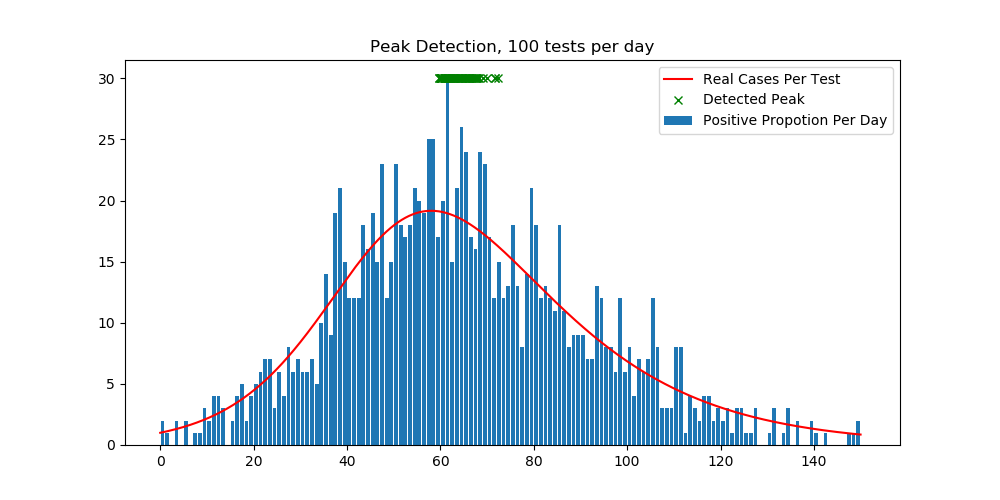 Peak Detection, 100 tests per day
Real Cases Per Test
Detected Peak
Positive Propotion Per Day
30
25
20
15
10
5
0
0 20 40 60 80 100 120 140